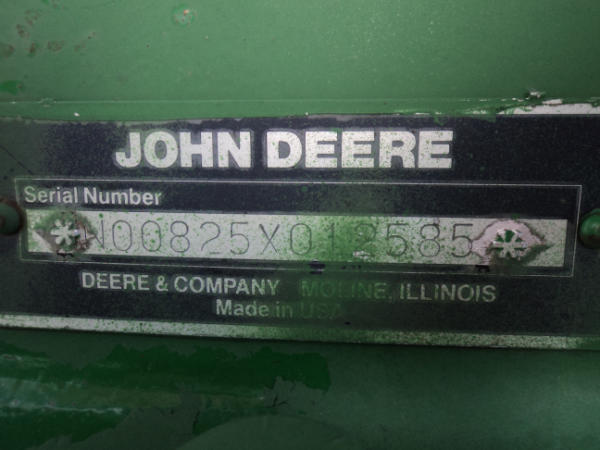 JOHN DEERE
Serial Number
*N00825X012585*
DEERE & COMPANY MOLINE, ILLINOIS
Made in USA